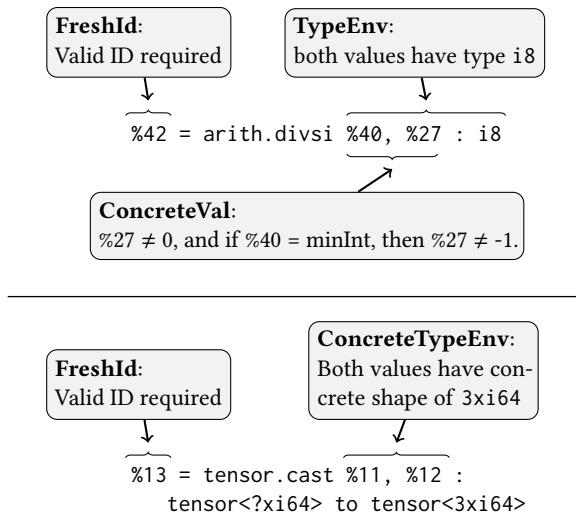 FreshId:
Valid ID required
TypeEnv:
both values have type i8
%42 = arith.divsi %40, %27 : i8
ConcreteVal:
%27 ≠ 0, and if %40 = minInt, then %27 ≠ -1.
FreshId:
Valid ID required
ConcreteTypeEnv:
Both values have con-
crete shape of 3xi64
%13 = tensor.cast %11, %12 :
tensor<?xi64> to tensor<3xi64>